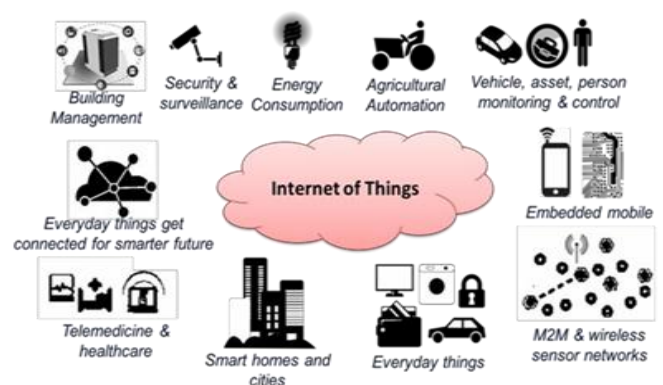 Building
Management
Security &
surveillance
Energy
Consumption
Agricultural
Automation
Vehicle, asset, person
monitoring & control
Internet of Things
Everyday things get
connected for smarter future
Embedded mobile
Telemedicine &
healthcare
Smart homes and
cities
Everyday things
M2M & wireless
sensor networks